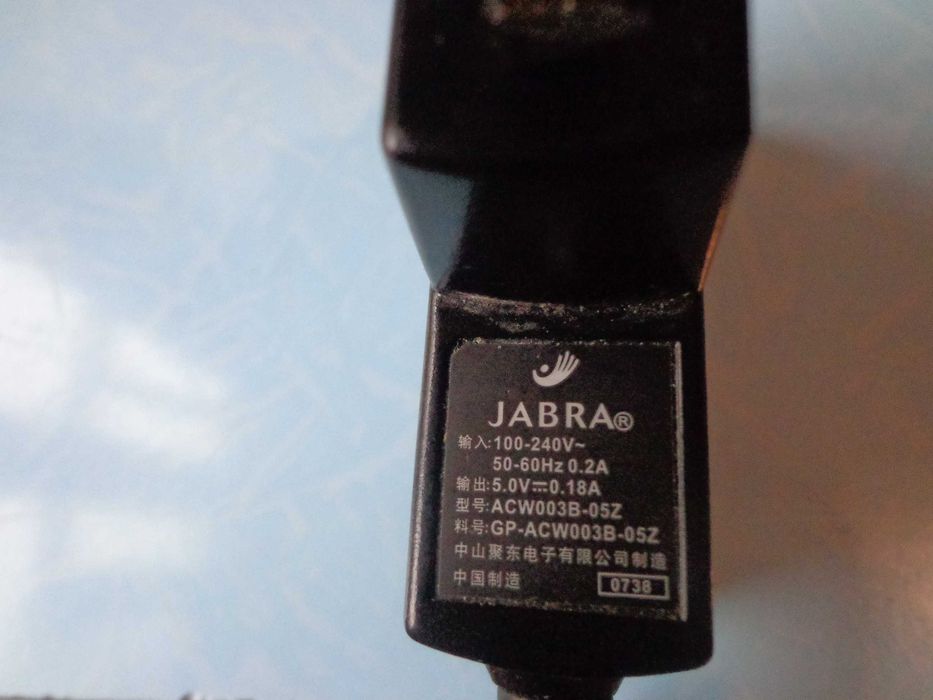 JABRA®
输入:100-240V~
50-60Hz 0.2A
输出:5.0V⎓0.18A
型号:ACW003B-05Z
料号:GP-ACW003B-05Z
中山聚东电子有限公司制造
中国制造 0738